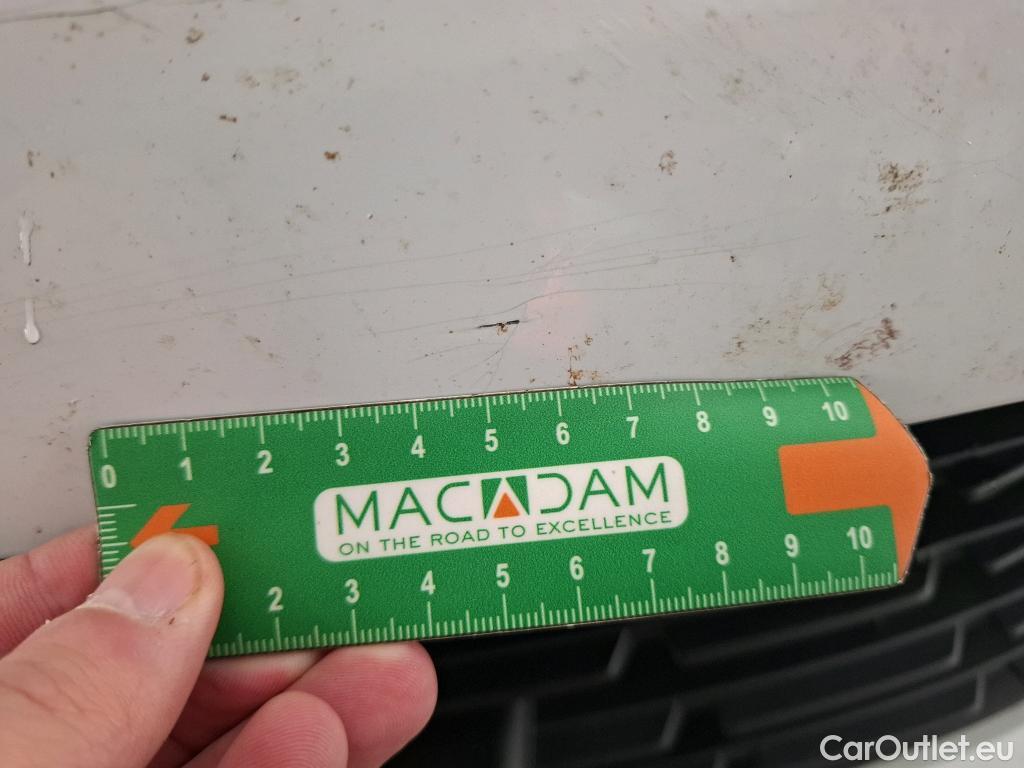 0 1 2 3 4 5 6 7 8 9 10
MACADAM
ON THE ROAD TO EXCELLENCE
2 3 4 5 6 7 8 9 10
CarOutlet.eu